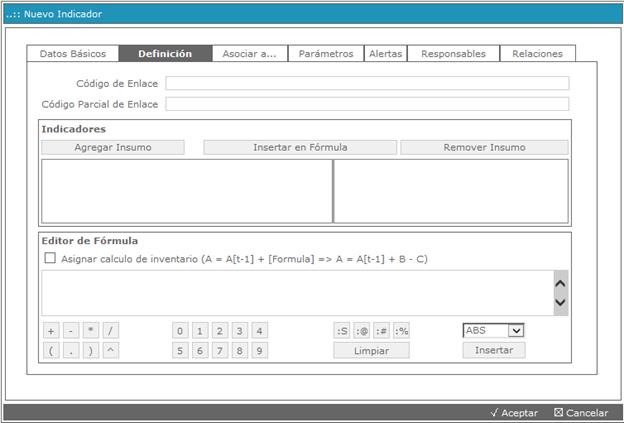 ..:: Nuevo Indicador
Datos Básicos Definición Asociar a... Parámetros Alertas Responsables Relaciones
Código de Enlace
Código Parcial de Enlace
Indicadores
Agregar Insumo Insertar en Fórmula Remover Insumo
Editor de Fórmula
Asignar calculo de inventario (A = A[t-1] + [Formula] => A = A[t-1] + B - C)
+ - * / 0 1 2 3 4 :S :@ :# :% ABS
( . ) ^ 5 6 7 8 9 Limpiar Insertar
Aceptar Cancelar